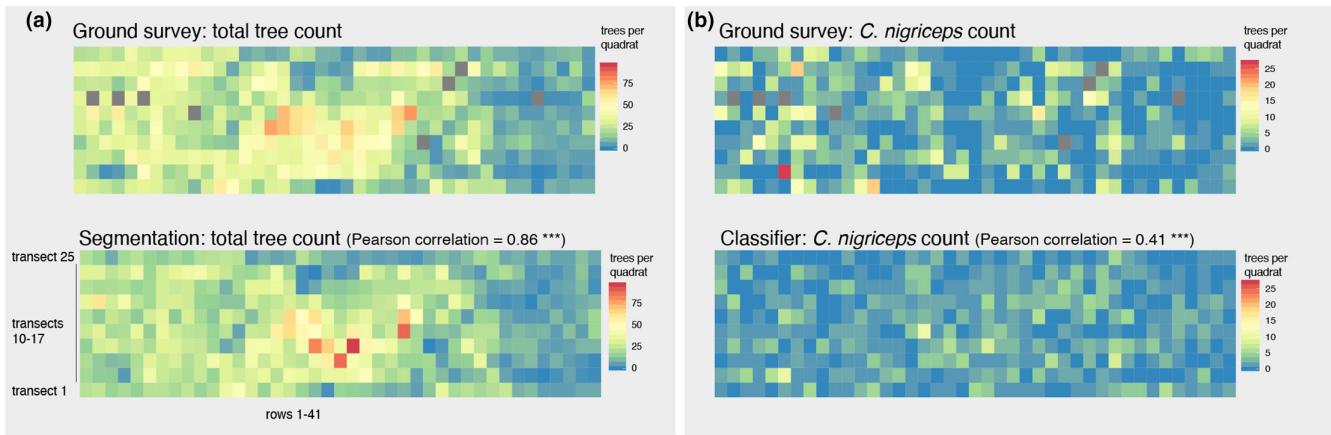 (a)
Ground survey: total tree count
trees per
quadrat
75
50
25
0
Segmentation: total tree count (Pearson correlation = 0.86 ***)
trees per
quadrat
transect 25
transects
10-17
transect 1
75
50
25
0
rows 1-41
(b)
Ground survey: C. nigriceps count
trees per
quadrat
25
20
15
10
5
0
Classifier: C. nigriceps count (Pearson correlation = 0.41 ***)
trees per
quadrat
25
20
15
10
5
0